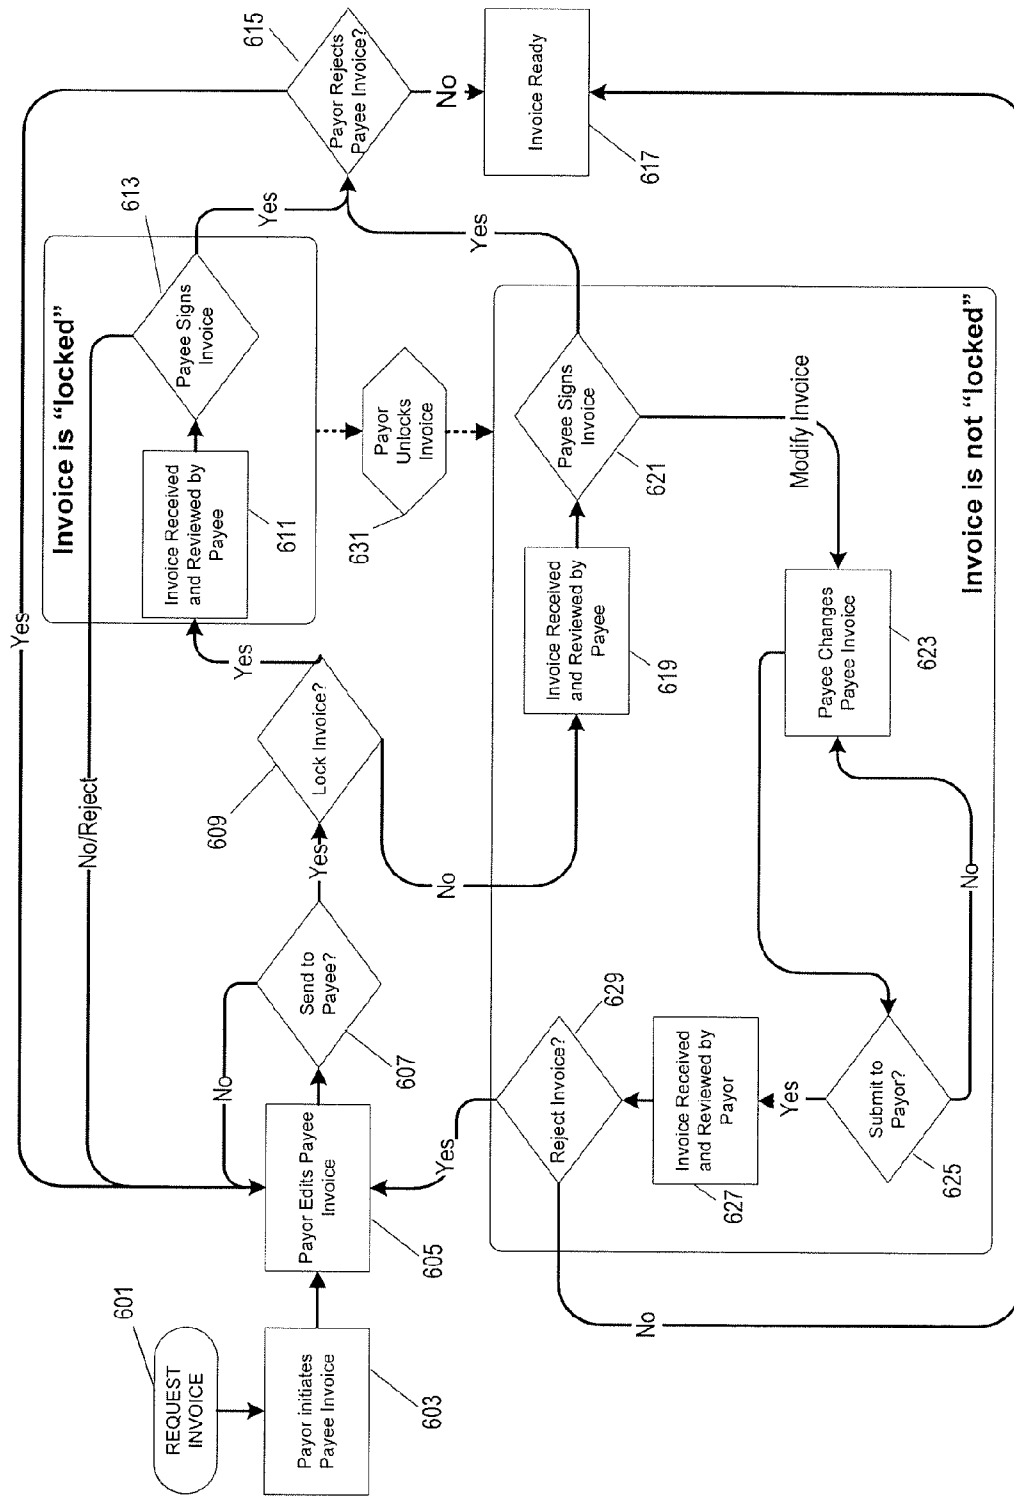 601
REQUEST
INVOICE
Payor initiates
Payee Invoice
603
Payor Edits Payee
Invoice
605
No
Send to
Payee?
607
Yes
Lock Invoice?
609
Yes
No
No/Reject
Yes
Invoice is “locked”
Invoice Received
and Reviewed by
Payee
611
Payee Signs
Invoice
613
Yes
Payor Rejects
Payee Invoice?
615
No
Invoice Ready
617
Payor
Unlocks
Invoice
631
Invoice Received
and Reviewed by
Payee
619
Payee Signs
Invoice
621
Yes
Modify Invoice
Payee Changes
Payee Invoice
623
Submit to
Payor?
625
No
Yes
Invoice Received
and Reviewed by
Payor
627
Reject Invoice?
629
Yes
No
Invoice is not “locked”